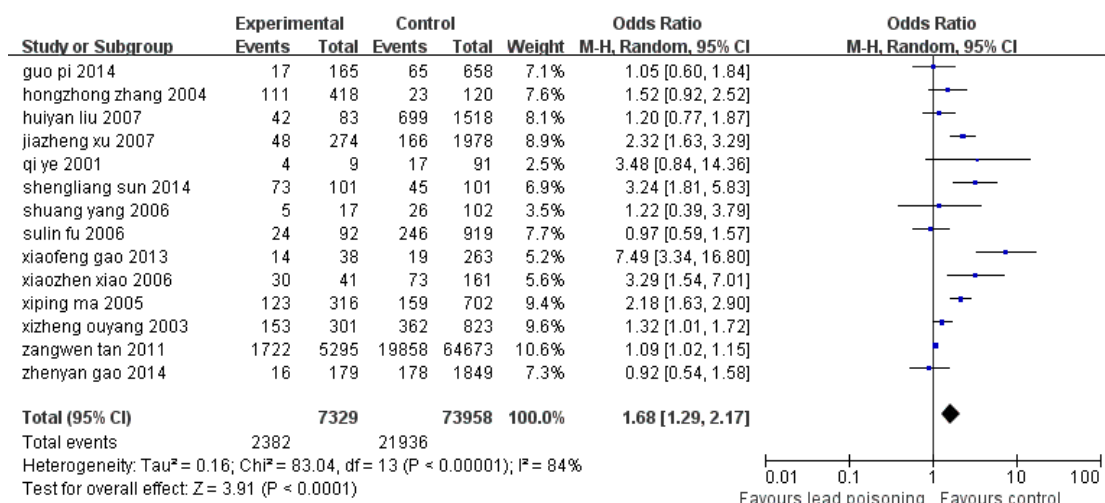 Experimental Control Odds Ratio Odds Ratio
Study or Subgroup Events Total Events Total Weight M-H, Random, 95% CI M-H, Random, 95% CI
guo pi 2014 17 165 65 658 7.1% 1.05 [0.60, 1.84]
hongzhong zhang 2004 111 418 23 120 7.6% 1.52 [0.92, 2.52]
huiyan liu 2007 42 83 699 1518 8.1% 1.20 [0.77, 1.87]
jiazheng xu 2007 48 274 166 1978 8.9% 2.32 [1.63, 3.29]
qi ye 2001 4 9 17 91 2.5% 3.48 [0.84, 14.36]
shengliang sun 2014 73 101 45 101 6.9% 3.24 [1.81, 5.83]
shuang yang 2006 5 17 26 102 3.5% 1.22 [0.39, 3.79]
sulin fu 2006 24 92 246 919 7.7% 0.97 [0.59, 1.57]
xiaofeng gao 2013 14 38 19 263 5.2% 7.49 [3.34, 16.80]
xiaozhen xiao 2006 30 41 73 161 5.6% 3.29 [1.54, 7.01]
xiping ma 2005 123 316 159 702 9.4% 2.18 [1.63, 2.90]
xizheng ouyang 2003 153 301 362 823 9.6% 1.32 [1.01, 1.72]
zangwen tan 2011 1722 5295 19858 64673 10.6% 1.09 [1.02, 1.15]
zhenyan gao 2014 16 179 178 1849 7.3% 0.92 [0.54, 1.58]
Total (95% CI) 7329 73958 100.0% 1.68 [1.29, 2.17]
Total events 2382 21936
Heterogeneity: Tau² = 0.16; Chi² = 83.04, df = 13 (P < 0.00001); I² = 84%
Test for overall effect: Z = 3.91 (P < 0.0001)
0.01 0.1 1 10 100
Favours lead poisoning Favours control